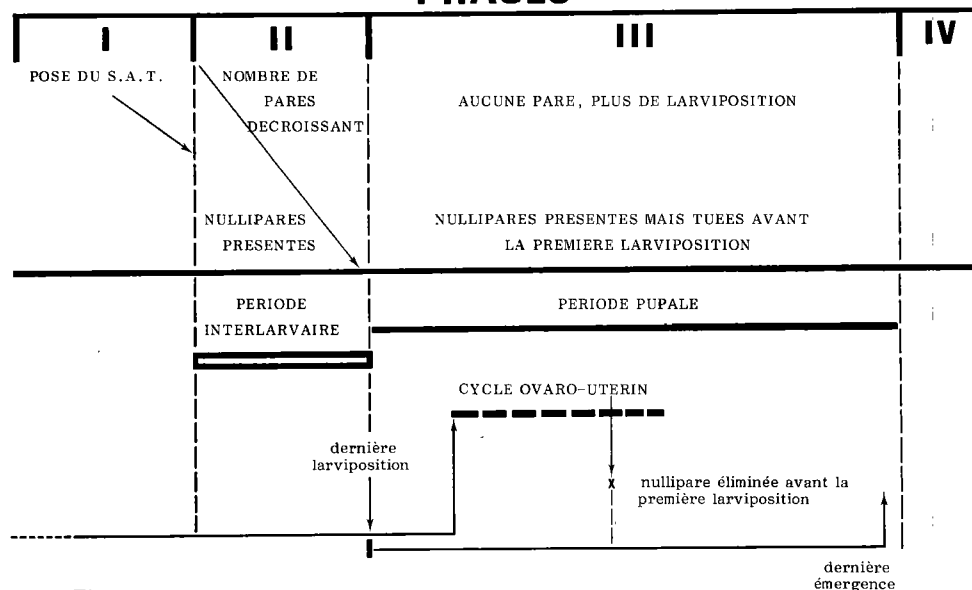 PHASES
I II III IV
POSE DU S.A.T.
NOMBRE DE
PARES
DECROISSANT
AUCUNE PARE, PLUS DE LARVIPOSITION
NULLIPARES
PRESENTES
NULLIPARES PRESENTES MAIS TUEES AVANT
LA PREMIERE LARVIPOSITION
PERIODE
INTERLARVAIRE
PERIODE PUPALE
CYCLE OVARO-UTERIN
dernière
larviposition
x
nullipare éliminée avant la
première larviposition
dernière
émergence